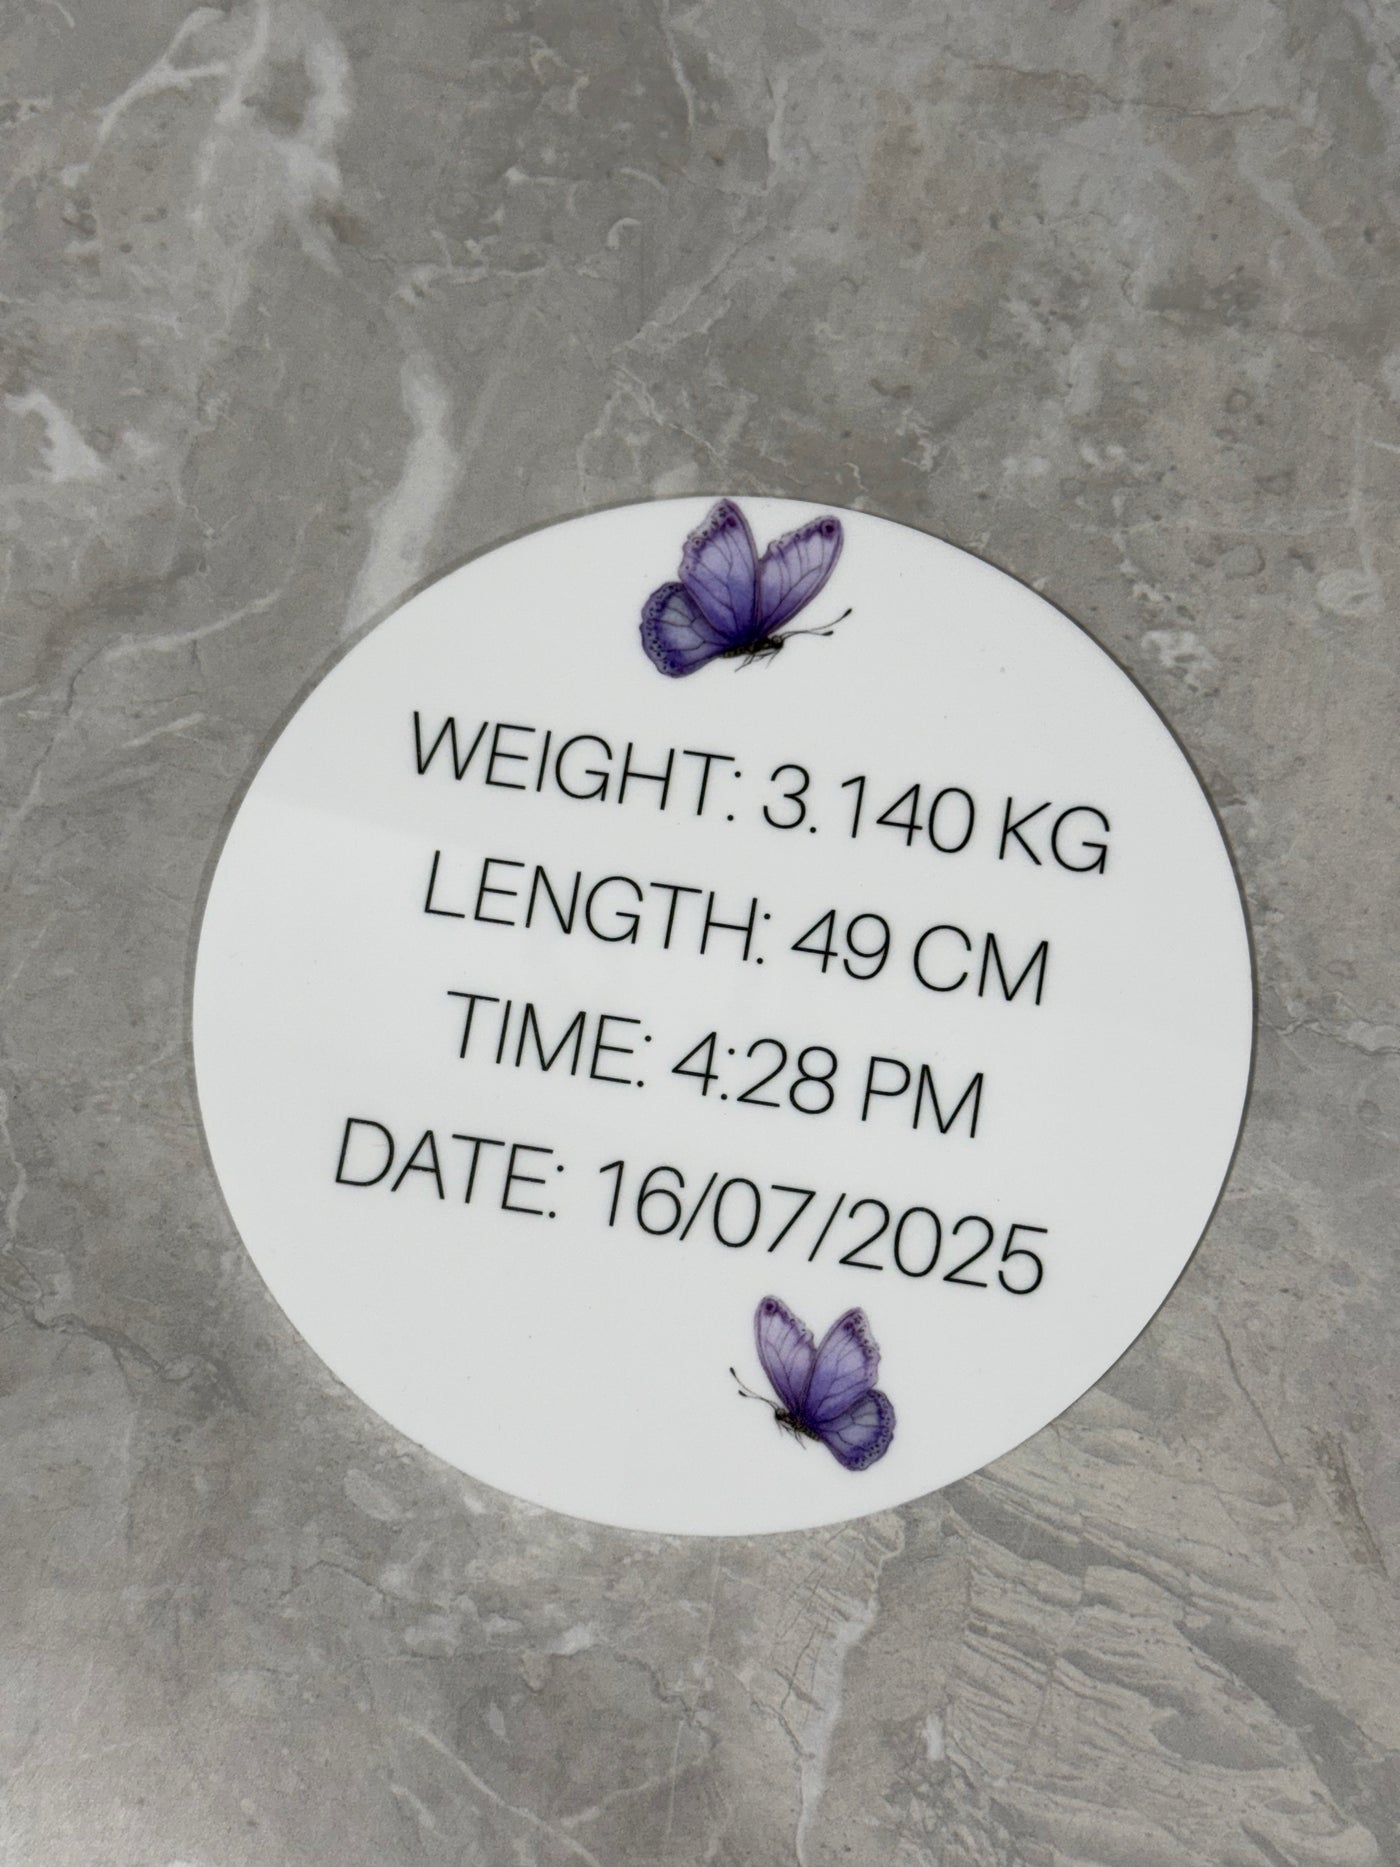 WEIGHT: 3.140 KG
LENGTH: 49 CM
TIME: 4:28 PM
DATE: 16/07/2025